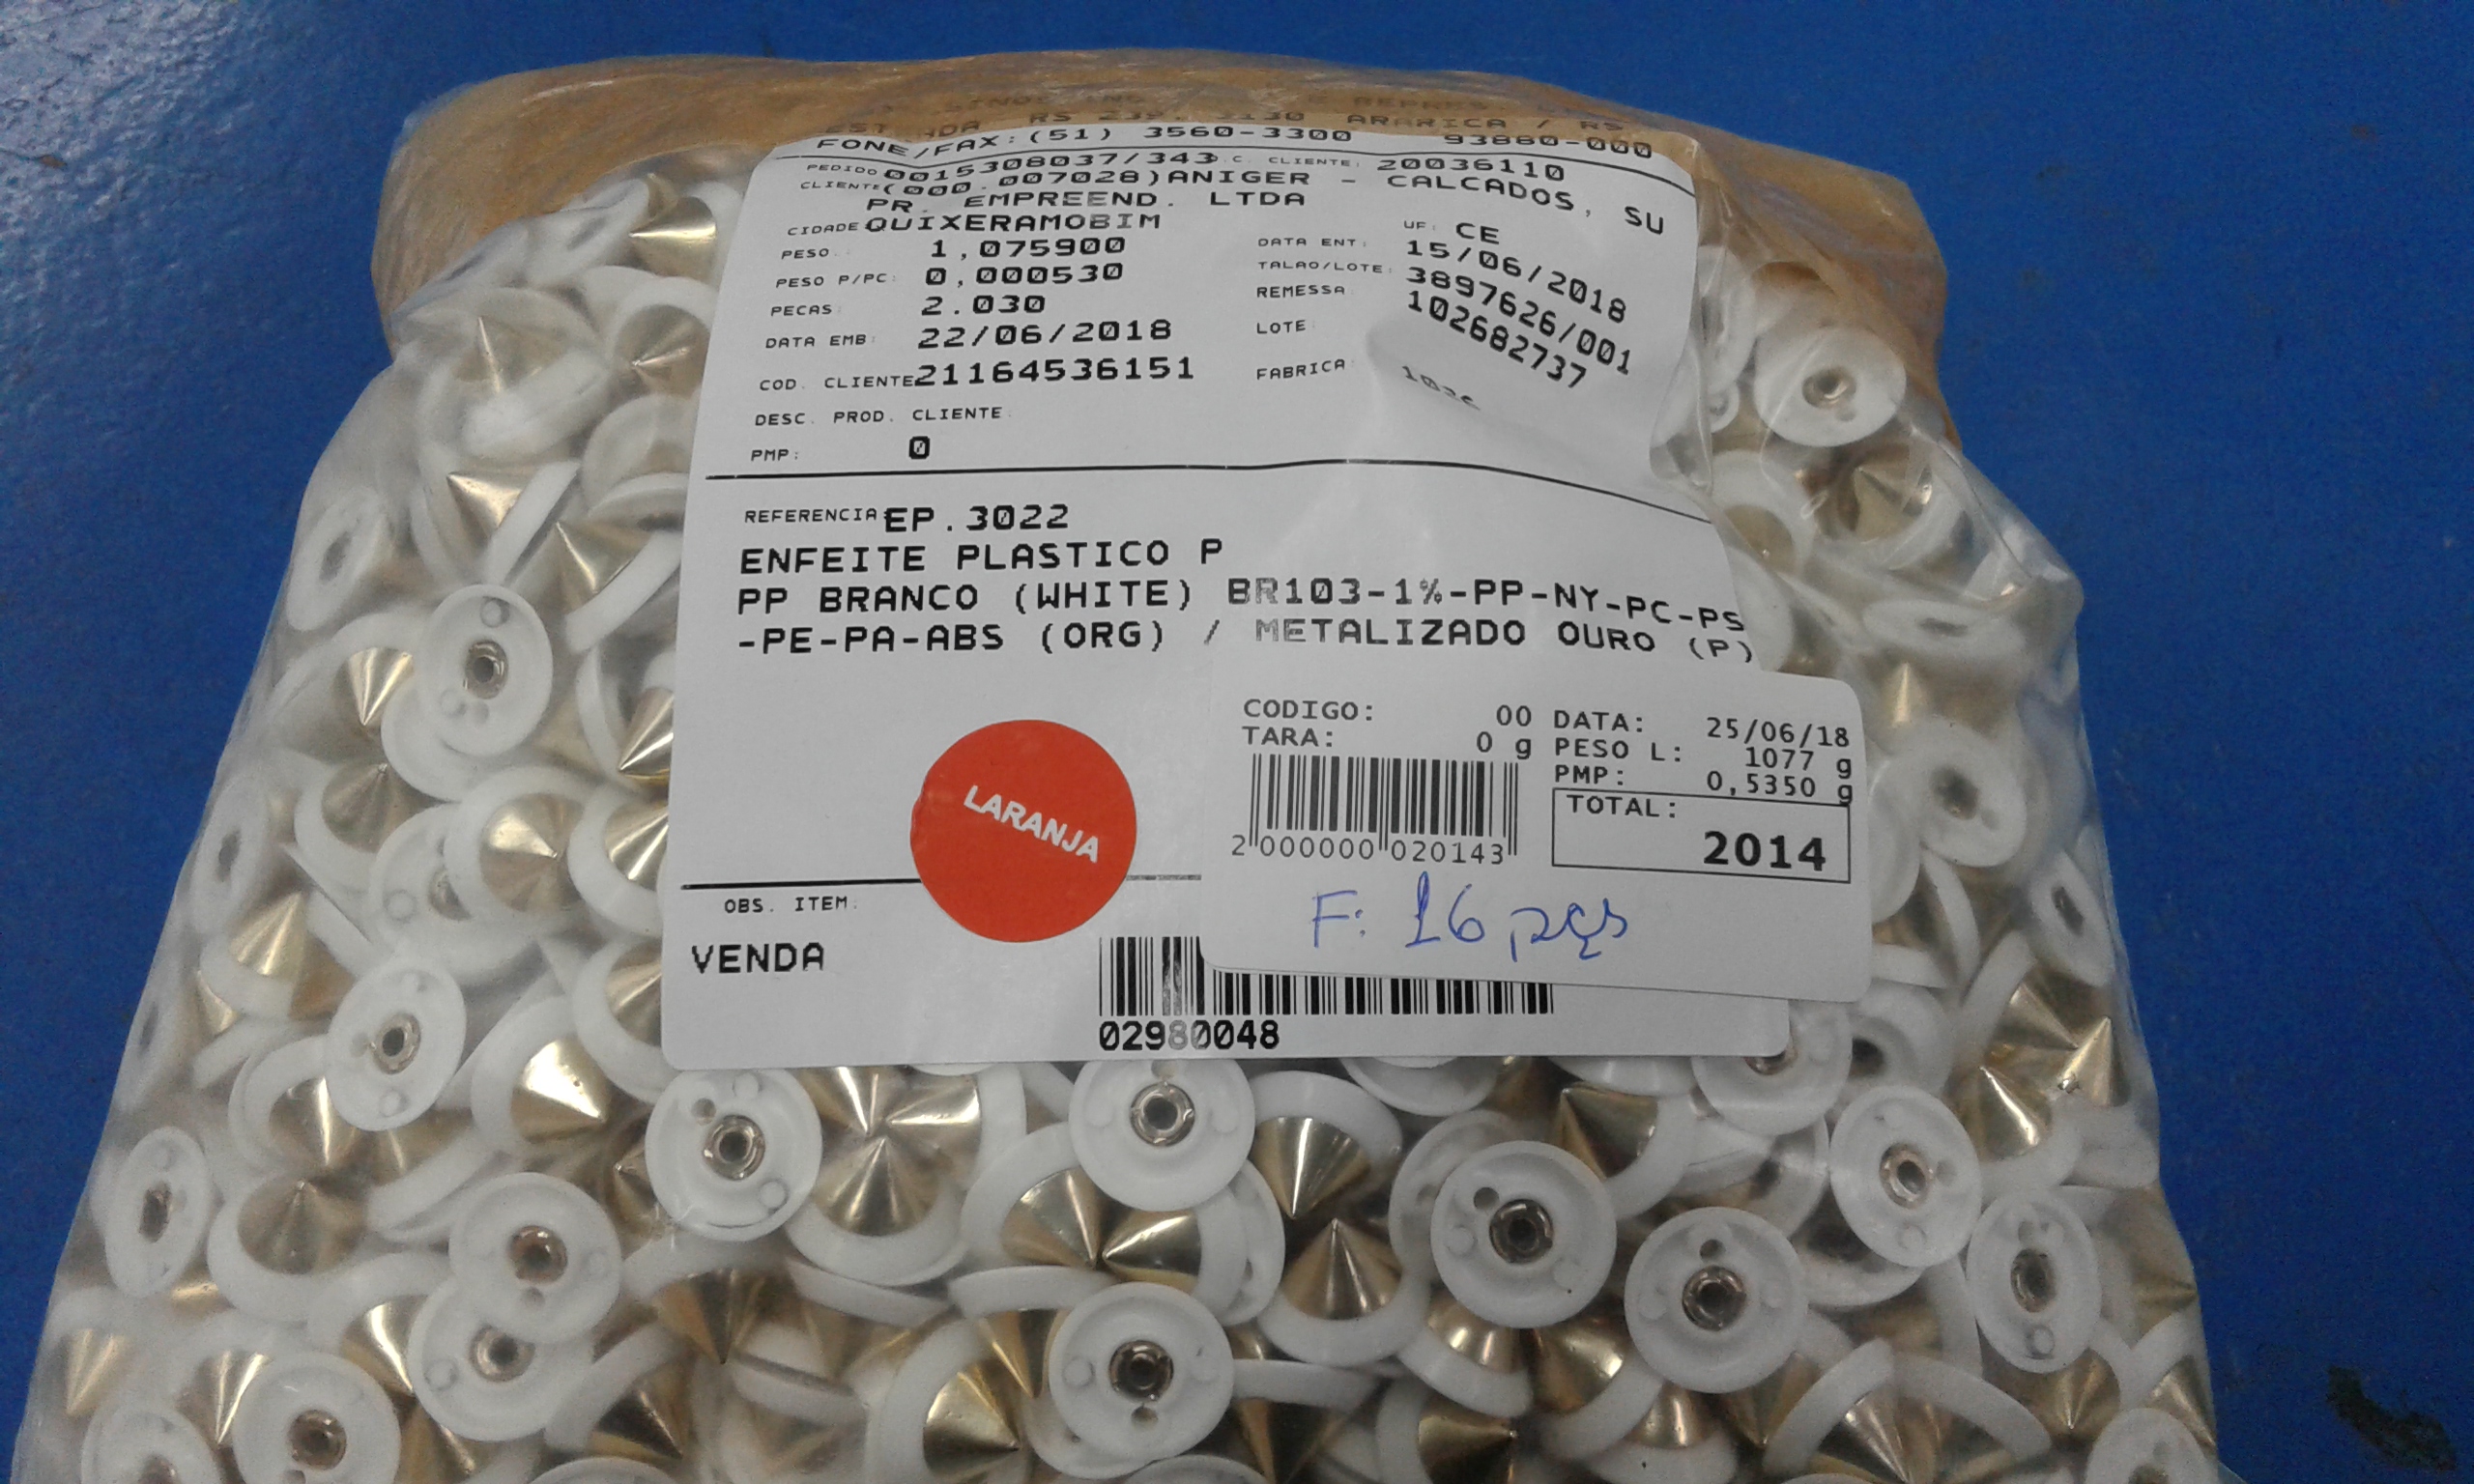 REPRES.
RS 239, ARARICA / RS
FONE/FAX:(51) 3560-3300 93880-000
PEDIDO 0015308037/343 .C. CLIENTE: 20036110
CLIENTE (000.007028)ANIGER - CALCADOS, SU
PR. EMPREEND. LTDA
CIDADE QUIXERAMOBIM UF: CE
PESO: 1,075900 DATA ENT: 15/06/2018
PESO P/PC: 0,000530 TALAO/LOTE: 3897626/001
PECAS: 2.030 REMESSA 102682737
DATA EMB: 22/06/2018 LOTE
COD. CLIENTE 21164536151 FABRICA:
DESC. PROD. CLIENTE:
PMP: 0
REFERENCIA EP.3022
ENFEITE PLASTICO P
PP BRANCO (WHITE) BR103-1%-PP-NY-PC-PS
-PE-PA-ABS (ORG) / METALIZADO OURO (P)
CODIGO: 00 DATA: 25/06/18
TARA: 0 g PESO L: 1077 g
PMP: 0,5350 g
TOTAL:
2014
2 000000 020143
LARANJA
F: 16 pçs
OBS. ITEM:
VENDA
02980048